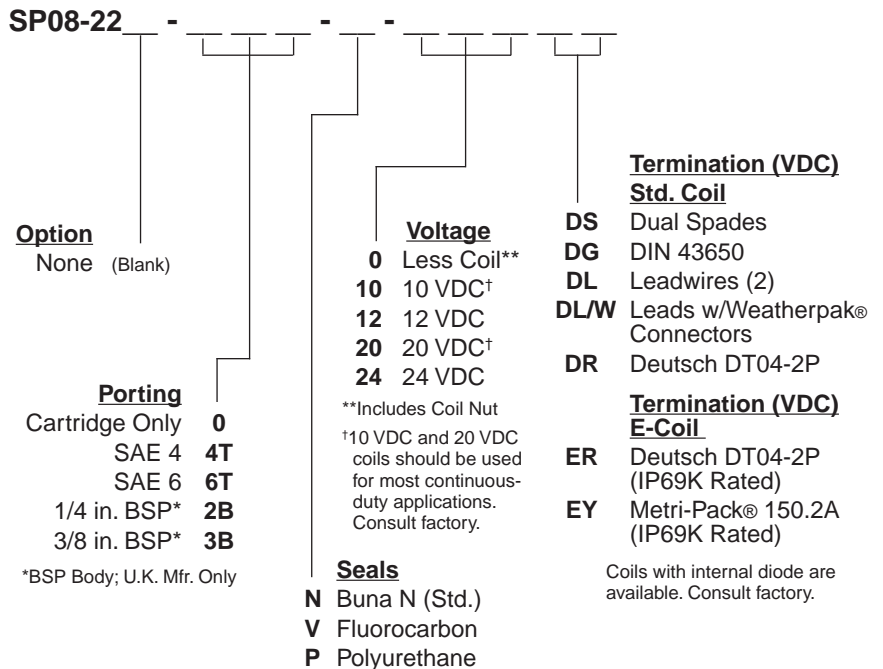 SP08-22__ - __ __ __ - __ - __ __ __ __ __
Option
None (Blank)
Porting
Cartridge Only 0
SAE 4 4T
SAE 6 6T
1/4 in. BSP* 2B
3/8 in. BSP* 3B
*BSP Body; U.K. Mfr. Only
Seals
N Buna N (Std.)
V Fluorocarbon
P Polyurethane
Voltage
0 Less Coil**
10 10 VDC†
12 12 VDC
20 20 VDC†
24 24 VDC
**Includes Coil Nut
†10 VDC and 20 VDC
coils should be used
for most continuous-
duty applications.
Consult factory.
Termination (VDC)
Std. Coil
DS Dual Spades
DG DIN 43650
DL Leadwires (2)
DL/W Leads w/Weatherpak®
Connectors
DR Deutsch DT04-2P
Termination (VDC)
E-Coil
ER Deutsch DT04-2P
(IP69K Rated)
EY Metri-Pack® 150.2A
(IP69K Rated)
Coils with internal diode are
available. Consult factory.